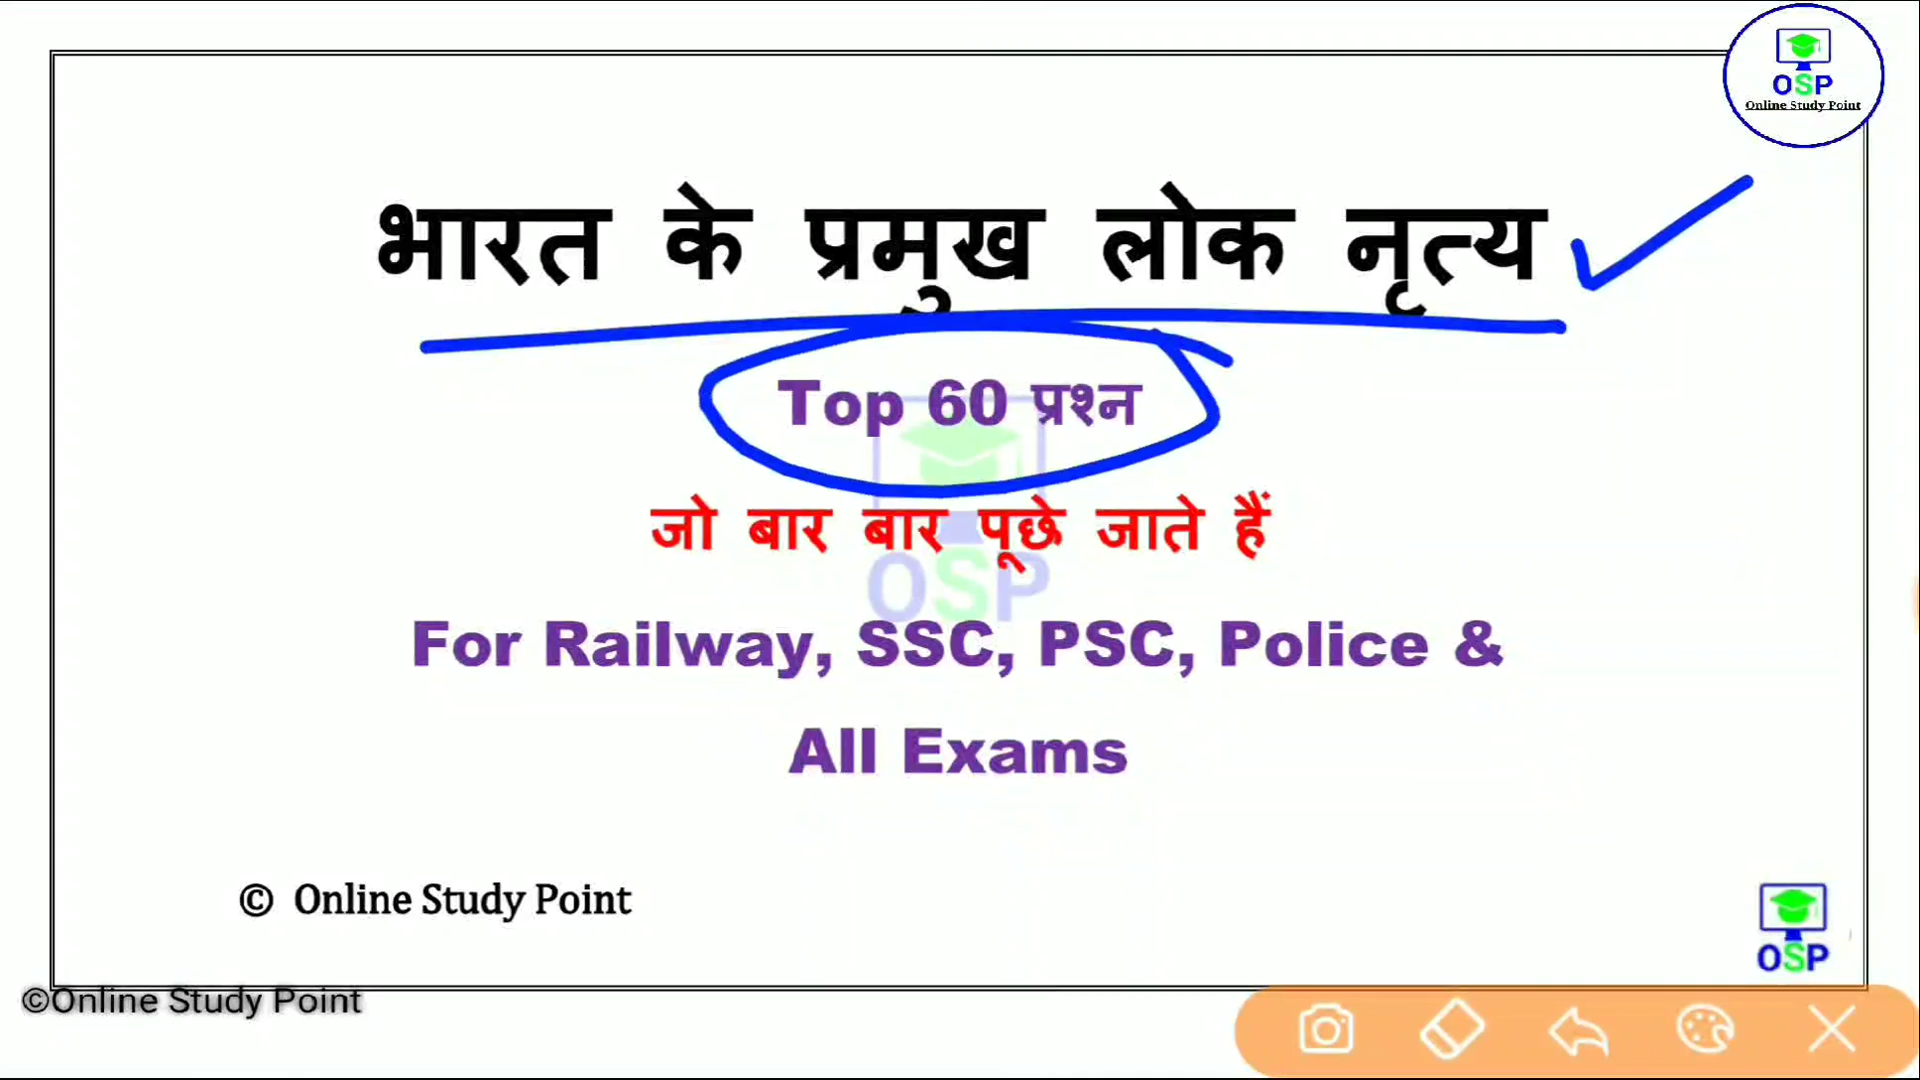 OSP
Online Study Point
भारत के प्रमुख लोक नृत्य
Top 60 प्रश्न
जो बार बार पूछे जाते हैं
OSP
For Railway, SSC, PSC, Police &
All Exams
© Online Study Point
OSP
©Online Study Point